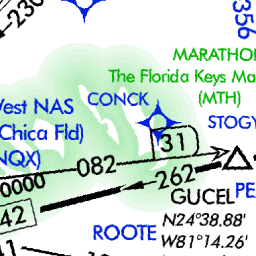 -230
356
MARATHO
The Florida Keys Ma
(MTH)
CONCK
West NAS
(Chica Fld)
NQX)
STOGY
31
082
0000
262
GUCEL
PE
42
N24°38.88'
W81°14.26'
ROOTE